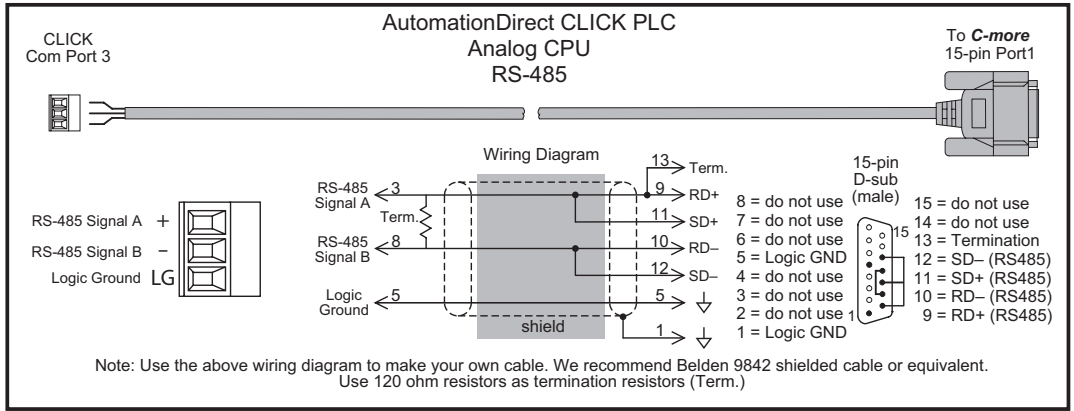 AutomationDirect CLICK PLC
Analog CPU
RS-485
CLICK
Com Port 3
To C-more
15-pin Port1
Wiring Diagram
RS-485 Signal A +
RS-485 Signal B –
Logic Ground LG
RS-485
Signal A
3
Term.
RS-485
Signal B
8
Logic
Ground
5
shield
13 Term.
9 RD+
11 SD+
10 RD–
12 SD–
5
1
8 = do not use
7 = do not use
6 = do not use
5 = Logic GND
4 = do not use
3 = do not use
2 = do not use
1 = Logic GND
15-pin
D-sub
(male)
15
1
15 = do not use
14 = do not use
13 = Termination
12 = SD– (RS485)
11 = SD+ (RS485)
10 = RD– (RS485)
9 = RD+ (RS485)
Note: Use the above wiring diagram to make your own cable. We recommend Belden 9842 shielded cable or equivalent.
Use 120 ohm resistors as termination resistors (Term.)